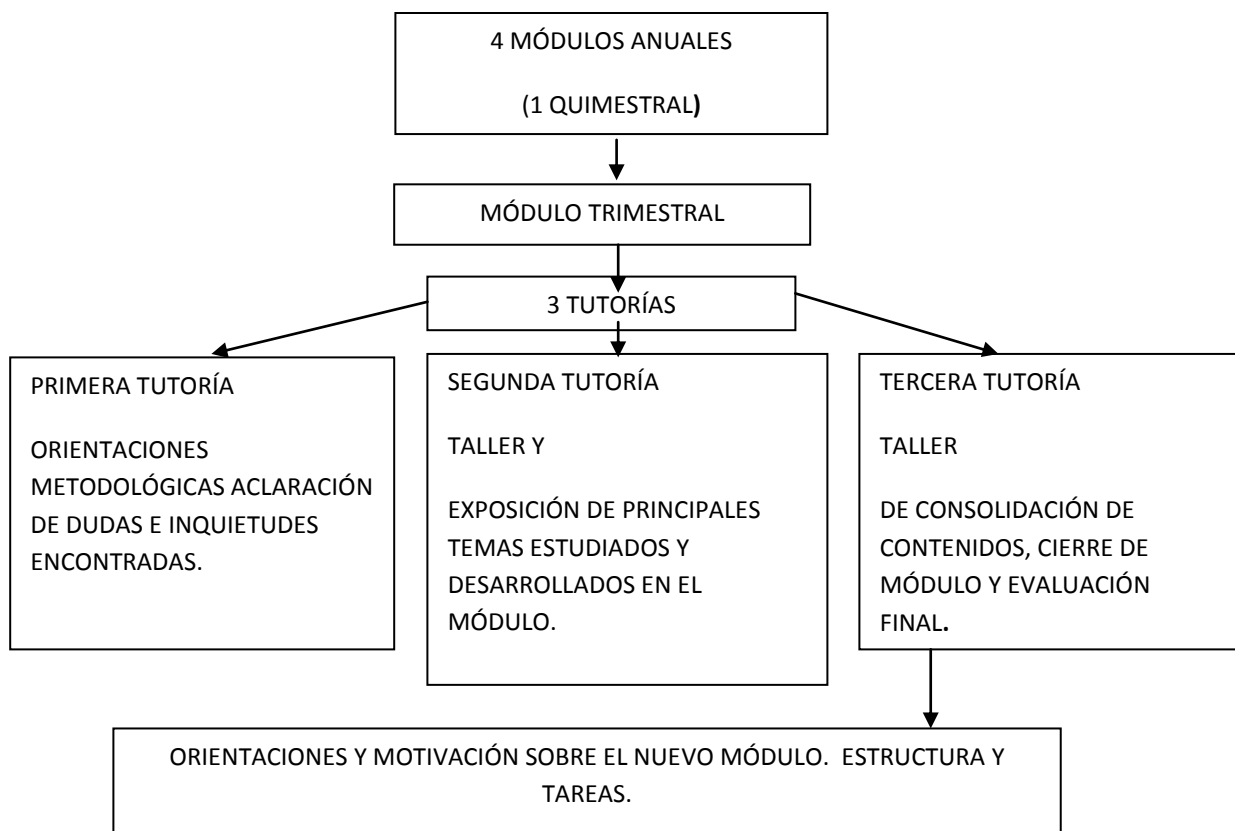 4 MÓDULOS ANUALES
(1 QUIMESTRAL)
MÓDULO TRIMESTRAL
3 TUTORÍAS
PRIMERA TUTORÍA
ORIENTACIONES
METODOLÓGICAS ACLARACIÓN
DE DUDAS E INQUIETUDES
ENCONTRADAS.
SEGUNDA TUTORÍA
TALLER Y
EXPOSICIÓN DE PRINCIPALES
TEMAS ESTUDIADOS Y
DESARROLLADOS EN EL
MÓDULO.
TERCERA TUTORÍA
TALLER
DE CONSOLIDACIÓN DE
CONTENIDOS, CIERRE DE
MÓDULO Y EVALUACIÓN
FINAL.
ORIENTACIONES Y MOTIVACIÓN SOBRE EL NUEVO MÓDULO. ESTRUCTURA Y
TAREAS.